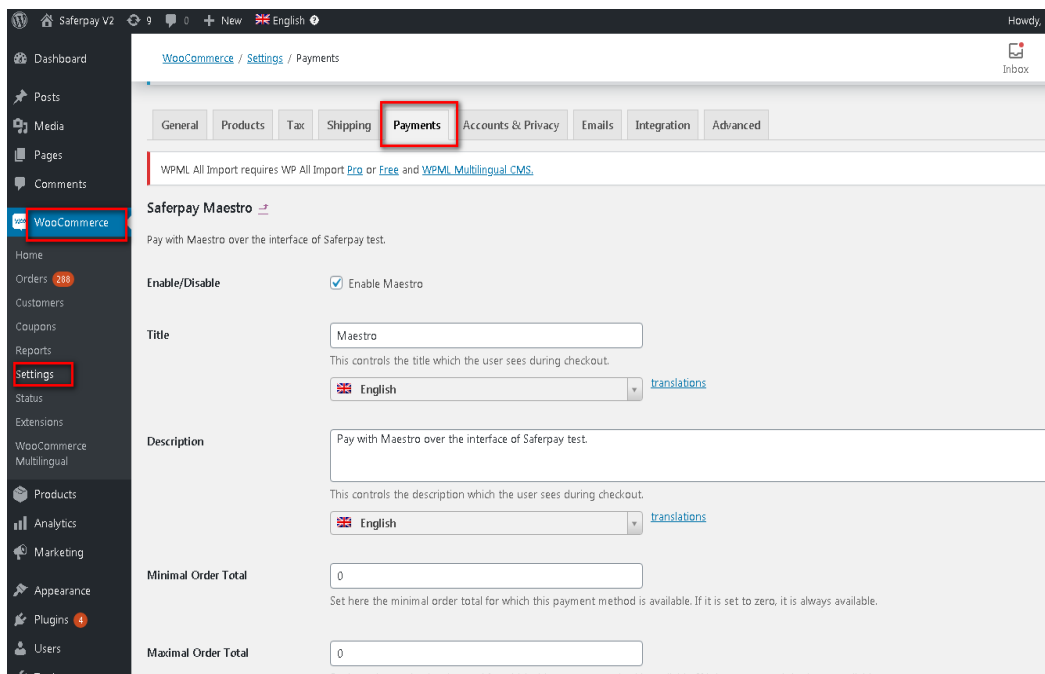 Saferpay V2 9 0 + New English Howdy,
Dashboard
Posts
Media
Pages
Comments
WooCommerce
Home
Orders 288
Customers
Coupons
Reports
Settings
Status
Extensions
WooCommerce
Multilingual
Products
Analytics
Marketing
Appearance
Plugins 4
Users
WooCommerce / Settings / Payments
Inbox
General Products Tax Shipping Payments Accounts & Privacy Emails Integration Advanced
WPML All Import requires WP All Import Pro or Free and WPML Multilingual CMS.
Saferpay Maestro
Pay with Maestro over the interface of Saferpay test.
Enable/Disable Enable Maestro
Title Maestro
This controls the title which the user sees during checkout.
English translations
Description Pay with Maestro over the interface of Saferpay test.
This controls the description which the user sees during checkout.
English translations
Minimal Order Total 0
Set here the minimal order total for which this payment method is available. If it is set to zero, it is always available.
Maximal Order Total 0